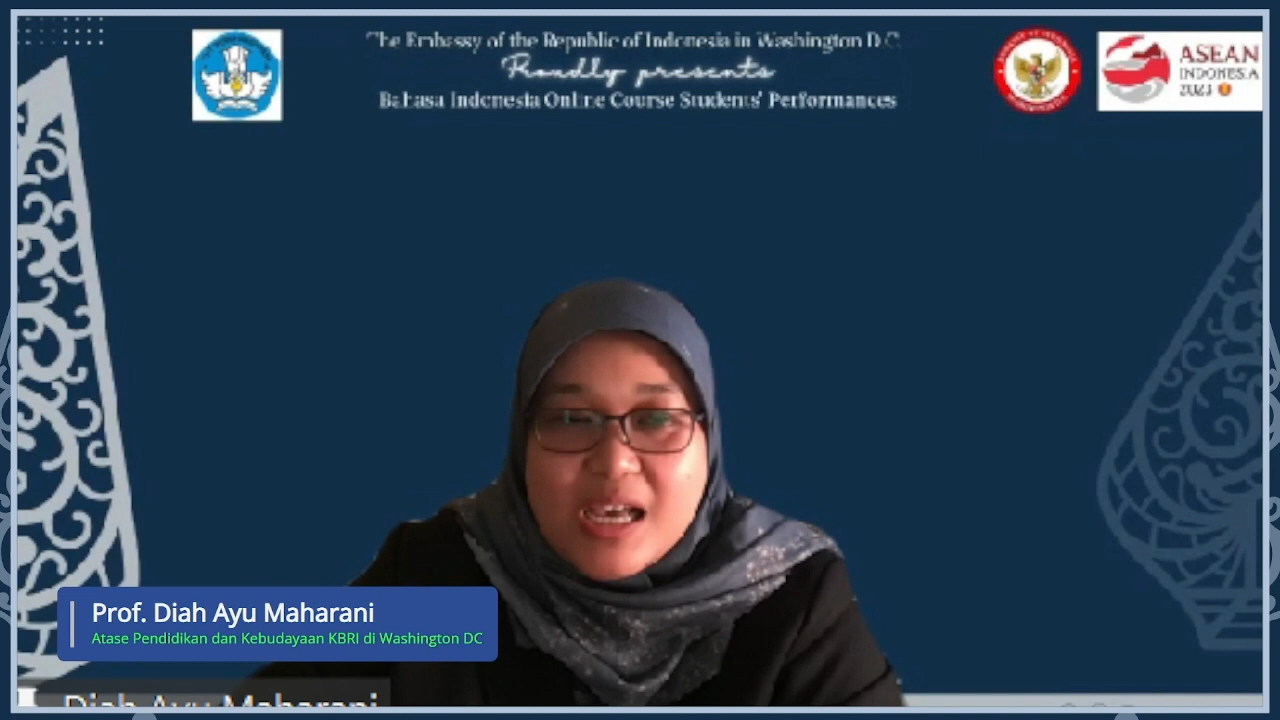 The Embassy of the Republic of Indonesia in Washington D.C.
Proudly presents
Bahasa Indonesia Online Course Students' Performances
ASEAN
INDONESIA
2023
Prof. Diah Ayu Maharani
Atase Pendidikan dan Kebudayaan KBRI di Washington DC
Diah Ayu Maharani